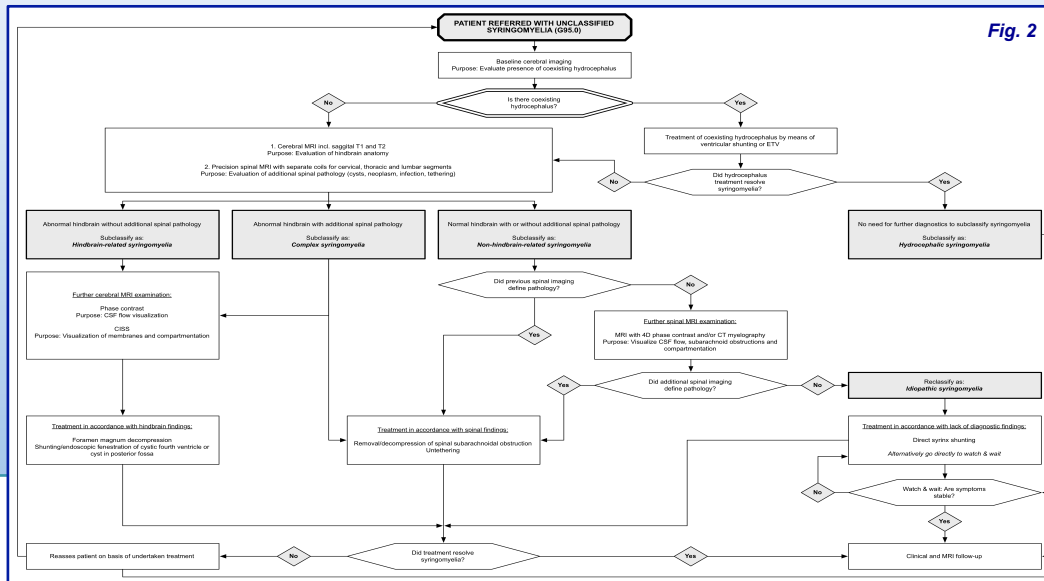 PATIENT REFERRED WITH UNCLASSIFIED
SYRINGOMYELIA (G95.0)
Fig. 2
Baseline cerebral imaging
Purpose: Evaluate presence of coexisting hydrocephalus
No
Is there coexisting
hydrocephalus?
Yes
1. Cerebral MRI incl. saggital T1 and T2
Purpose: Evaluation of hindbrain anatomy
2. Precision spinal MRI with separate coils for cervical, thoracic and lumbar segments
Purpose: Evaluation of additional spinal pathology (cysts, neoplasm, infection, tethering)
Treatment of coexisting hydrocephalus by means of
ventricular shunting or ETV
No
Did hydrocephalus
treatment resolve
syringomyelia?
Yes
Abnormal hindbrain without additional spinal pathology
Subclassify as:
Hindbrain-related syringomyelia
Abnormal hindbrain with additional spinal pathology
Subclassify as:
Complex syringomyelia
Normal hindbrain with or without additional spinal pathology
Subclassify as:
Non-hindbrain-related syringomyelia
No need for further diagnostics to subclassify syringomyelia
Subclassify as:
Hydrocephalic syringomyelia
Further cerebral MRI examination:
Phase contrast
Purpose: CSF flow visualization
CISS
Purpose: Visualization of membranes and compartmentation
Did previous spinal imaging
define pathology?
No
Yes
Further spinal MRI examination:
MRI with 4D phase contrast and/or CT myelography
Purpose: Visualize CSF flow, subarachnoid obstructions and
compartmentation
Yes
Did additional spinal imaging
define pathology?
No
Reclassify as:
Idiopathic syringomyelia
Treatment in accordance with hindbrain findings:
Foramen magnum decompression
Shunting/endoscopic fenestration of cystic fourth ventricle or
cyst in posterior fossa
Treatment in accordance with spinal findings:
Removal/decompression of spinal subarachnoidal obstruction
Untethering
Treatment in accordance with lack of diagnostic findings:
Direct syrinx shunting
Alternatively go directly to watch & wait
No
Watch & wait: Are symptoms
stable?
Yes
Reasses patient on basis of undertaken treatment
No
Did treatment resolve
syringomyelia?
Yes
Clinical and MRI follow-up